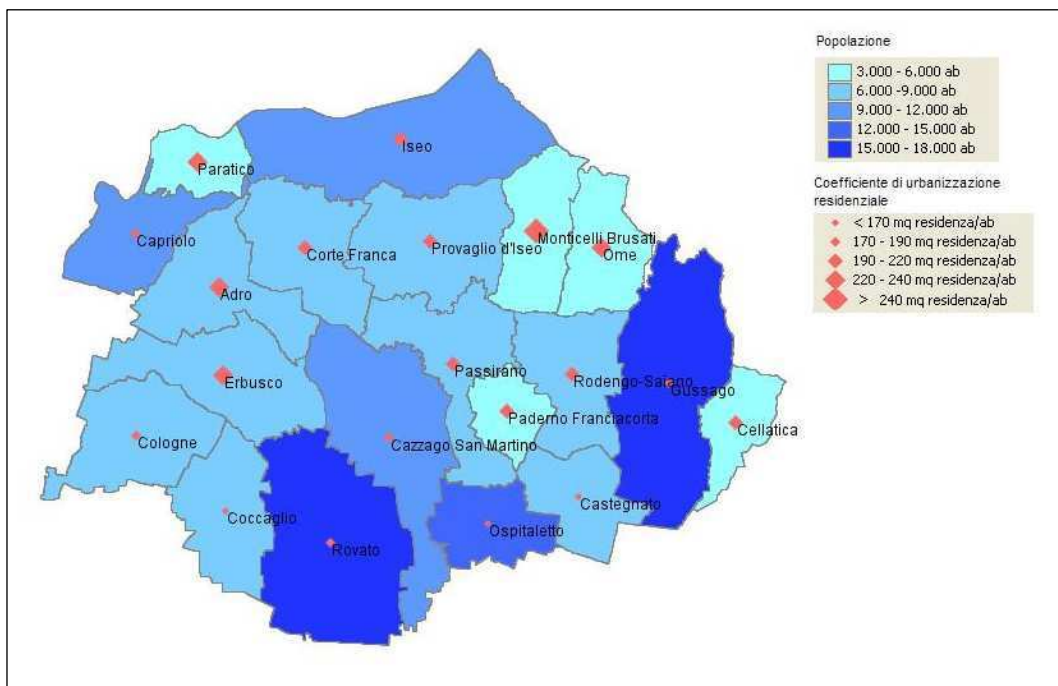 Popolazione
3.000 - 6.000 ab
6.000 -9.000 ab
9.000 - 12.000 ab
12.000 - 15.000 ab
15.000 - 18.000 ab
Coefficiente di urbanizzazione
residenziale
< 170 mq residenza/ab
170 - 190 mq residenza/ab
190 - 220 mq residenza/ab
220 - 240 mq residenza/ab
> 240 mq residenza/ab
Iseo
Paratico
Capriolo
Corte Franca
Provaglio d'Iseo
Monticelli Brusati
Ome
Adro
Erbusco
Passirano
Rodengo-Saiano
Gussago
Paderno Franciacorta
Cellatica
Cologne
Cazzago San Martino
Coccaglio
Castegnato
Ospitaletto
Rovato